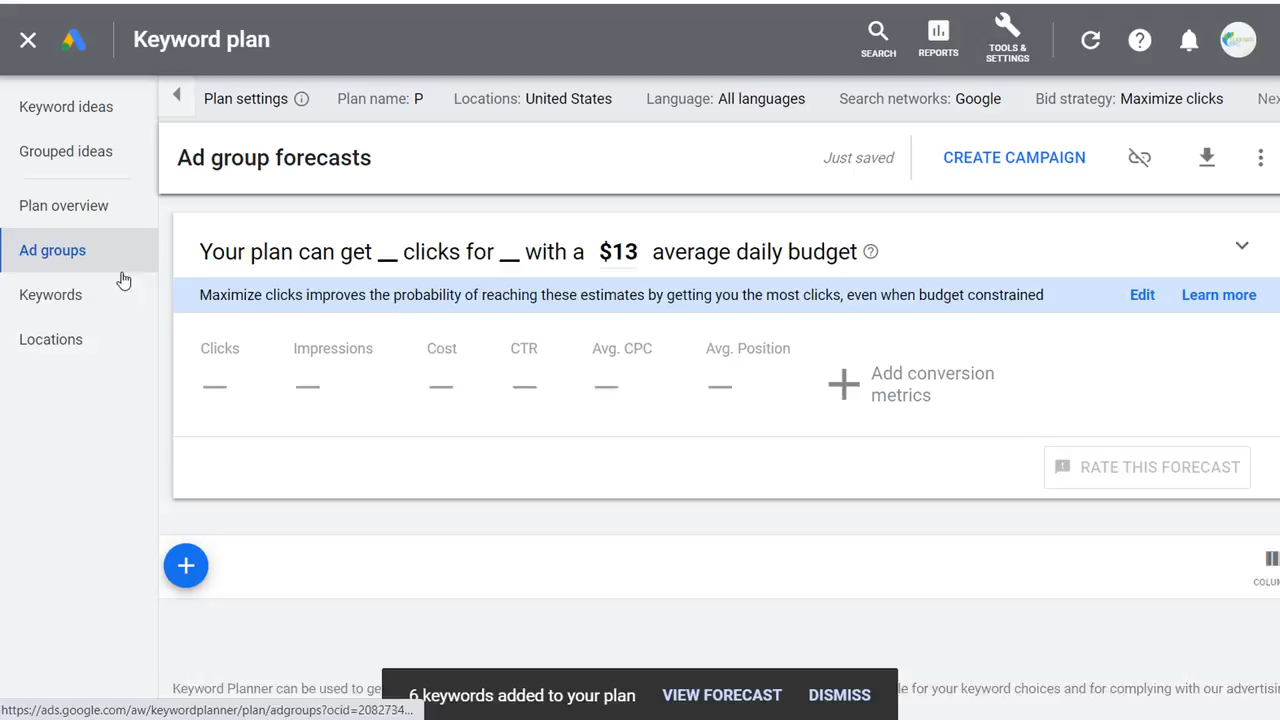 Keyword plan
SEARCH
REPORTS
TOOLS &
SETTINGS
Keyword ideas
Grouped ideas
Plan overview
Ad groups
Keywords
Locations
Plan settings
Plan name: P
Locations: United States
Language: All languages
Search networks: Google
Bid strategy: Maximize clicks
Nex
Ad group forecasts
Just saved
CREATE CAMPAIGN
Your plan can get __ clicks for __ with a $13 average daily budget
Maximize clicks improves the probability of reaching these estimates by getting you the most clicks, even when budget constrained
Edit
Learn more
Clicks
Impressions
Cost
CTR
Avg. CPC
Avg. Position
—
—
—
—
—
—
Add conversion
metrics
RATE THIS FORECAST
COLUM
6 keywords added to your plan
VIEW FORECAST
DISMISS
Keyword Planner can be used to ge
le for your keyword choices and for complying with our advertisi
https://ads.google.com/aw/keywordplanner/plan/adgroups?ocid=2082734...